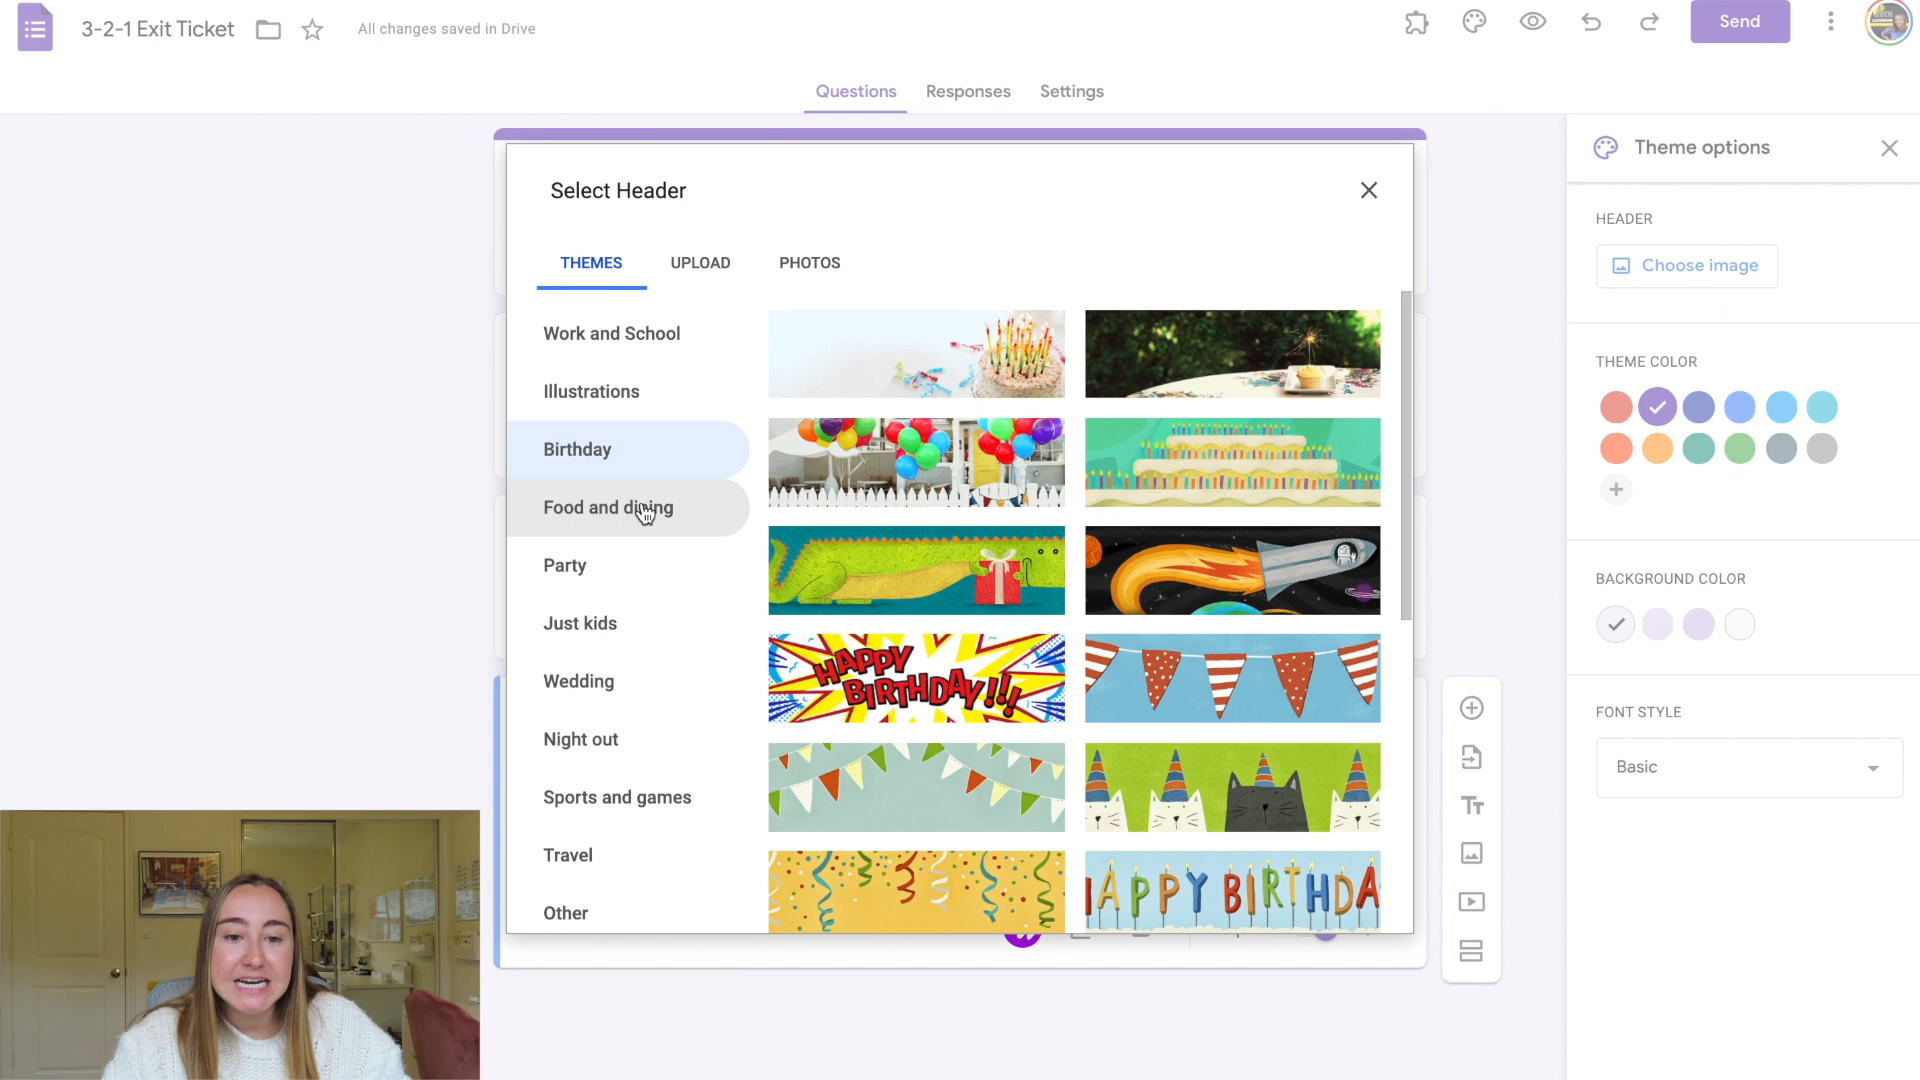 3-2-1 Exit Ticket
All changes saved in Drive
Send
Questions
Responses
Settings
Select Header
THEMES
UPLOAD
PHOTOS
Work and School
Illustrations
Birthday
Food and dining
Party
Just kids
Wedding
Night out
Sports and games
Travel
Other
HAPPY
BIRTHDAY!!!
HAPPY BIRTHDA
Theme options
HEADER
Choose image
THEME COLOR
BACKGROUND COLOR
FONT STYLE
Basic